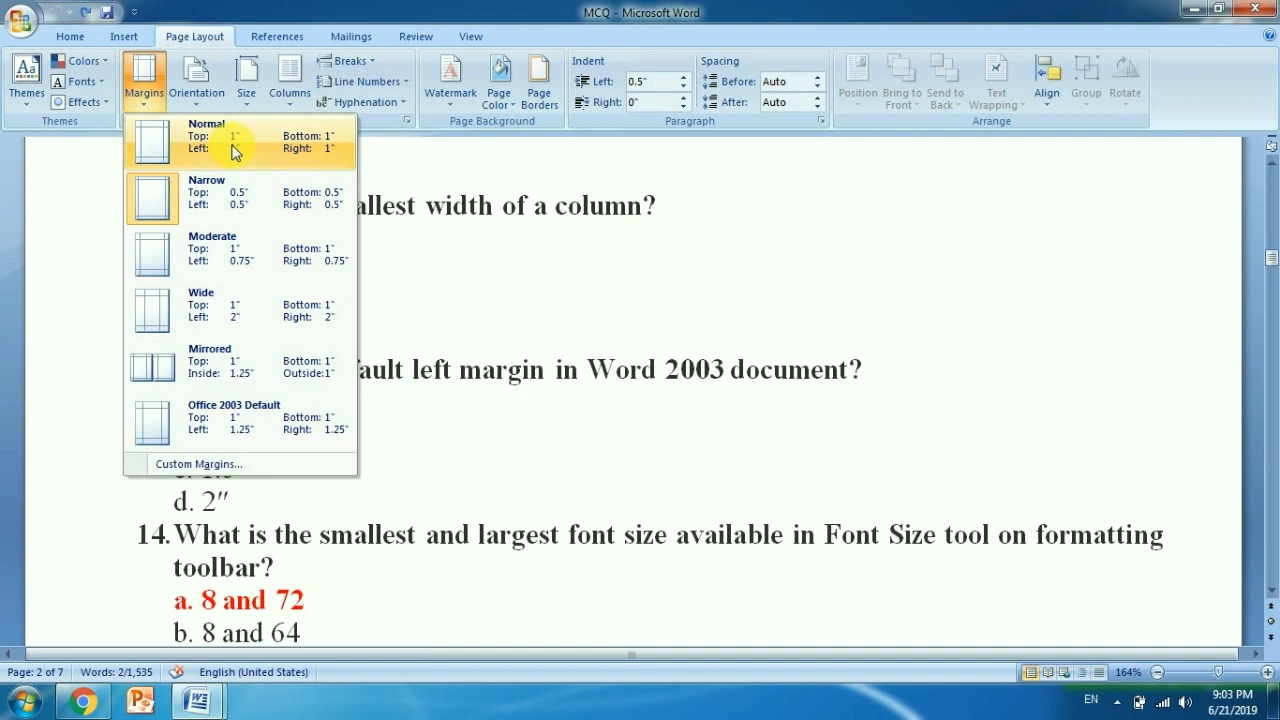 MCQ - Microsoft Word
Home Insert Page Layout References Mailings Review View
Themes
Colors
Fonts
Effects
Themes
Margins
Orientation
Size
Columns
Breaks
Line Numbers
Hyphenation
Watermark
Page Color
Page Borders
Page Background
Indent
Left: 0.5"
Right: 0"
Spacing
Before: Auto
After: Auto
Paragraph
Position
Bring to Front
Send to Back
Text Wrapping
Align
Group
Rotate
Arrange
Normal
Top: 1" Bottom: 1"
Left: Right: 1"
Narrow
Top: 0.5" Bottom: 0.5"
Left: 0.5" Right: 0.5"
Moderate
Top: 1" Bottom: 1"
Left: 0.75" Right: 0.75"
Wide
Top: 1" Bottom: 1"
Left: 2" Right: 2"
Mirrored
Top: 1" Bottom: 1"
Inside: 1.25" Outside:1"
Office 2003 Default
Top: 1" Bottom: 1"
Left: 1.25" Right: 1.25"
Custom Margins...
allest width of a column?
fault left margin in Word 2003 document?
d. 2″
14. What is the smallest and largest font size available in Font Size tool on formatting
toolbar?
a. 8 and 72
b. 8 and 64
Page: 2 of 7 Words: 2/1,535 English (United States) 164%
EN 9:03 PM
6/21/2019